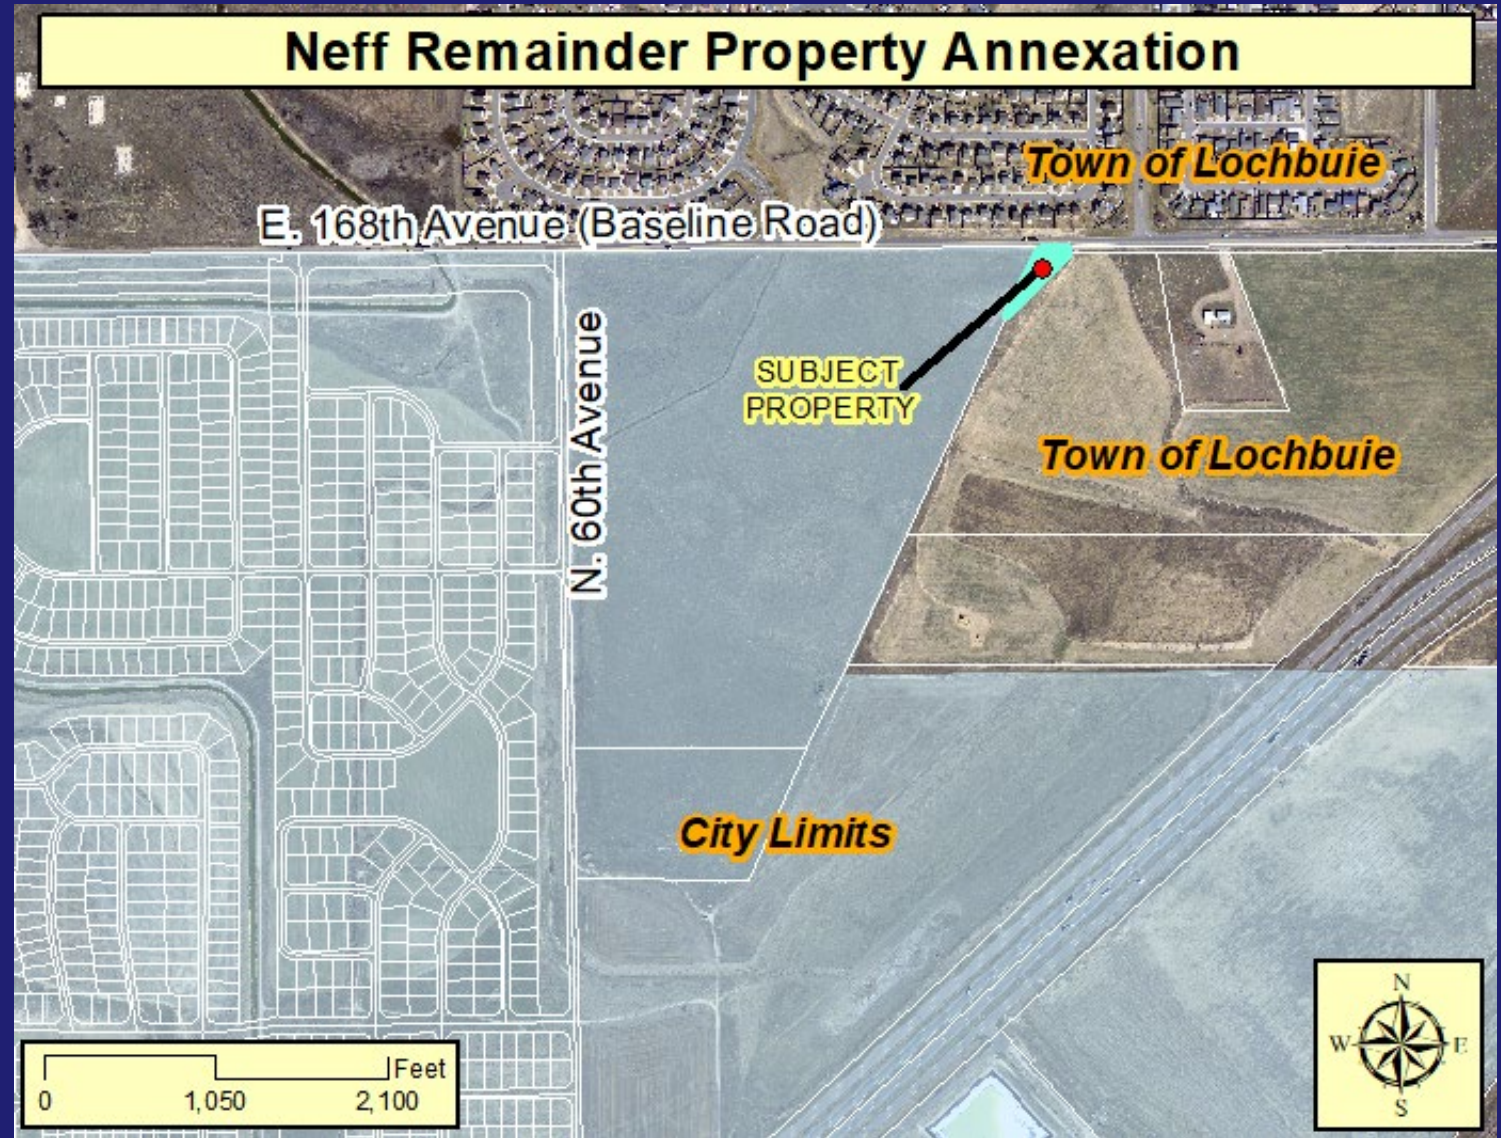 Neff Remainder Property Annexation
Town of Lochbuie
E. 168th Avenue (Baseline Road)
N. 60th Avenue
SUBJECT
PROPERTY
Town of Lochbuie
City Limits
N
W E
S
Feet
0 1,050 2,100